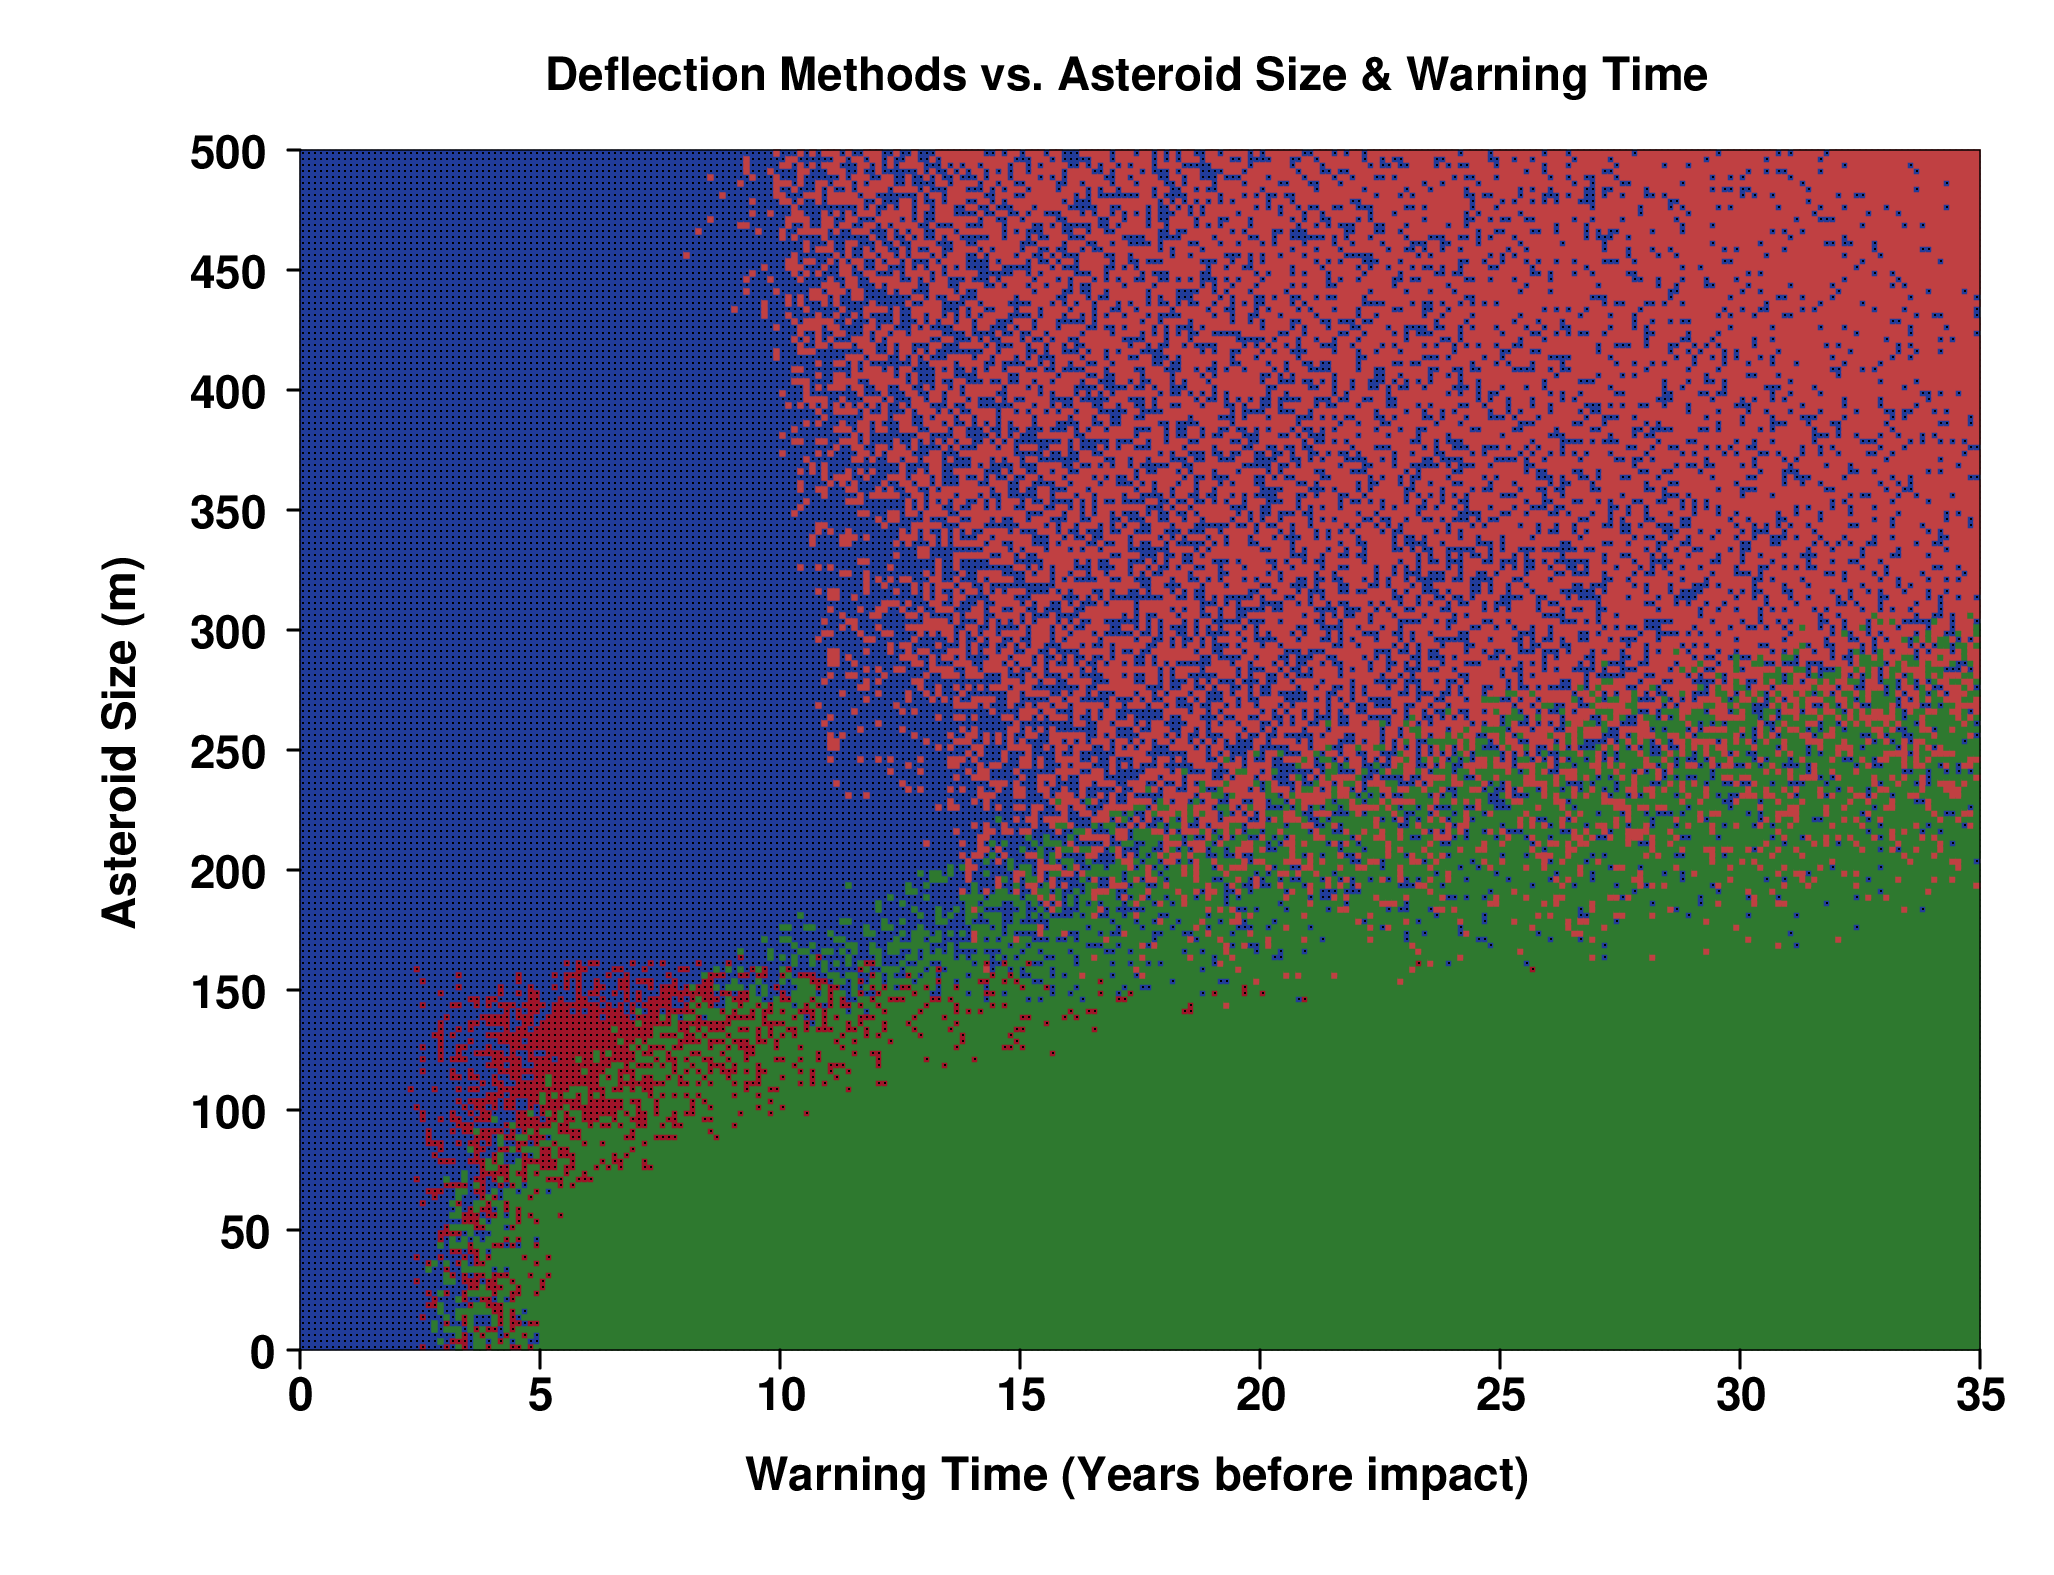 Deflection Methods vs. Asteroid Size & Warning Time
500
450
400
350
300
250
200
150
100
50
0
Asteroid Size (m)
0 5 10 15 20 25 30 35
Warning Time (Years before impact)